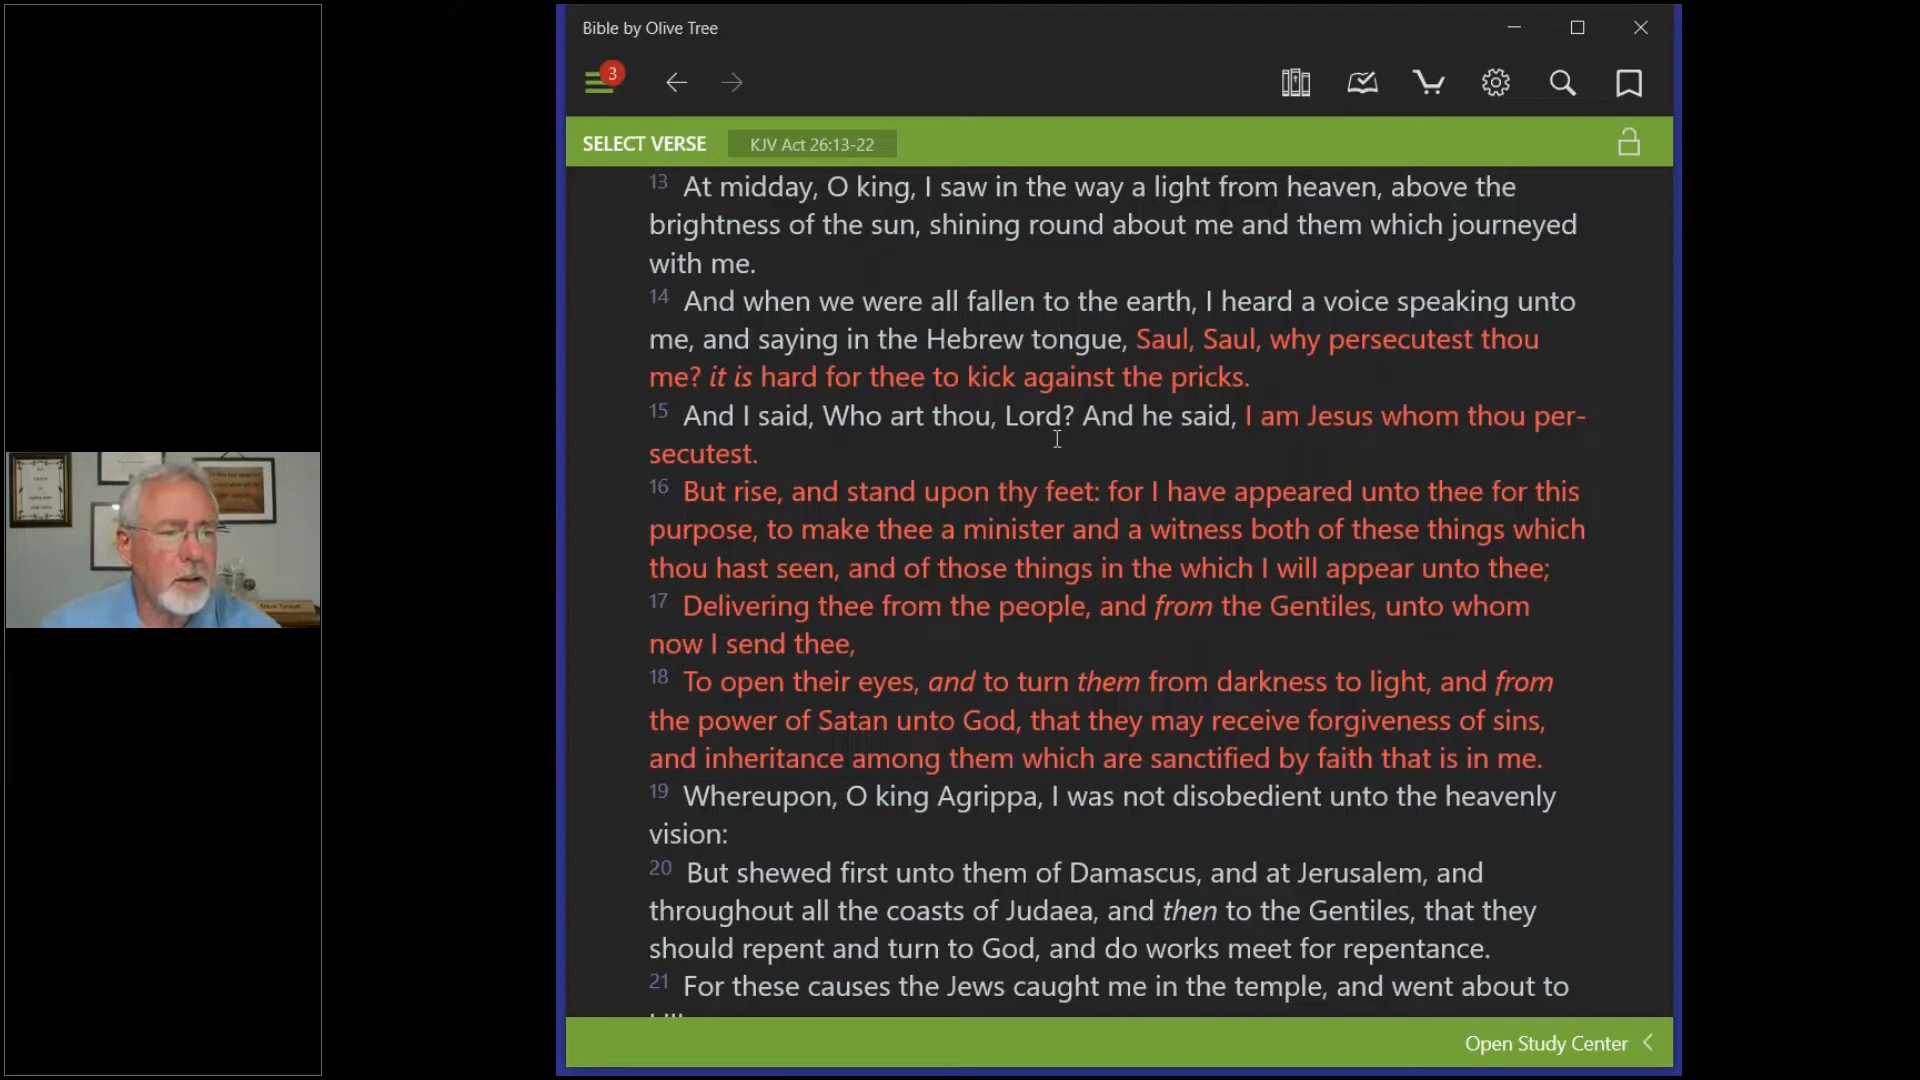 Bible by Olive Tree
3
SELECT VERSE KJV Act 26:13-22
13 At midday, O king, I saw in the way a light from heaven, above the
brightness of the sun, shining round about me and them which journeyed
with me.
14 And when we were all fallen to the earth, I heard a voice speaking unto
me, and saying in the Hebrew tongue, Saul, Saul, why persecutest thou
me? it is hard for thee to kick against the pricks.
15 And I said, Who art thou, Lord? And he said, I am Jesus whom thou per-
secutest.
16 But rise, and stand upon thy feet: for I have appeared unto thee for this
purpose, to make thee a minister and a witness both of these things which
thou hast seen, and of those things in the which I will appear unto thee;
17 Delivering thee from the people, and from the Gentiles, unto whom
now I send thee,
18 To open their eyes, and to turn them from darkness to light, and from
the power of Satan unto God, that they may receive forgiveness of sins,
and inheritance among them which are sanctified by faith that is in me.
19 Whereupon, O king Agrippa, I was not disobedient unto the heavenly
vision:
20 But shewed first unto them of Damascus, and at Jerusalem, and
throughout all the coasts of Judaea, and then to the Gentiles, that they
should repent and turn to God, and do works meet for repentance.
21 For these causes the Jews caught me in the temple, and went about to
Open Study Center